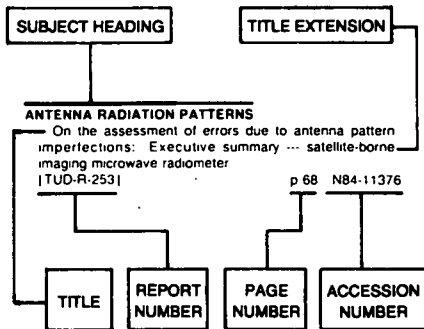 SUBJECT HEADING
TITLE EXTENSION
ANTENNA RADIATION PATTERNS
On the assessment of errors due to antenna pattern
imperfections: Executive summary --- satellite-borne
imaging microwave radiometer
|TUD-R-253| p 68 N84-11376
TITLE
REPORT NUMBER
PAGE NUMBER
ACCESSION NUMBER